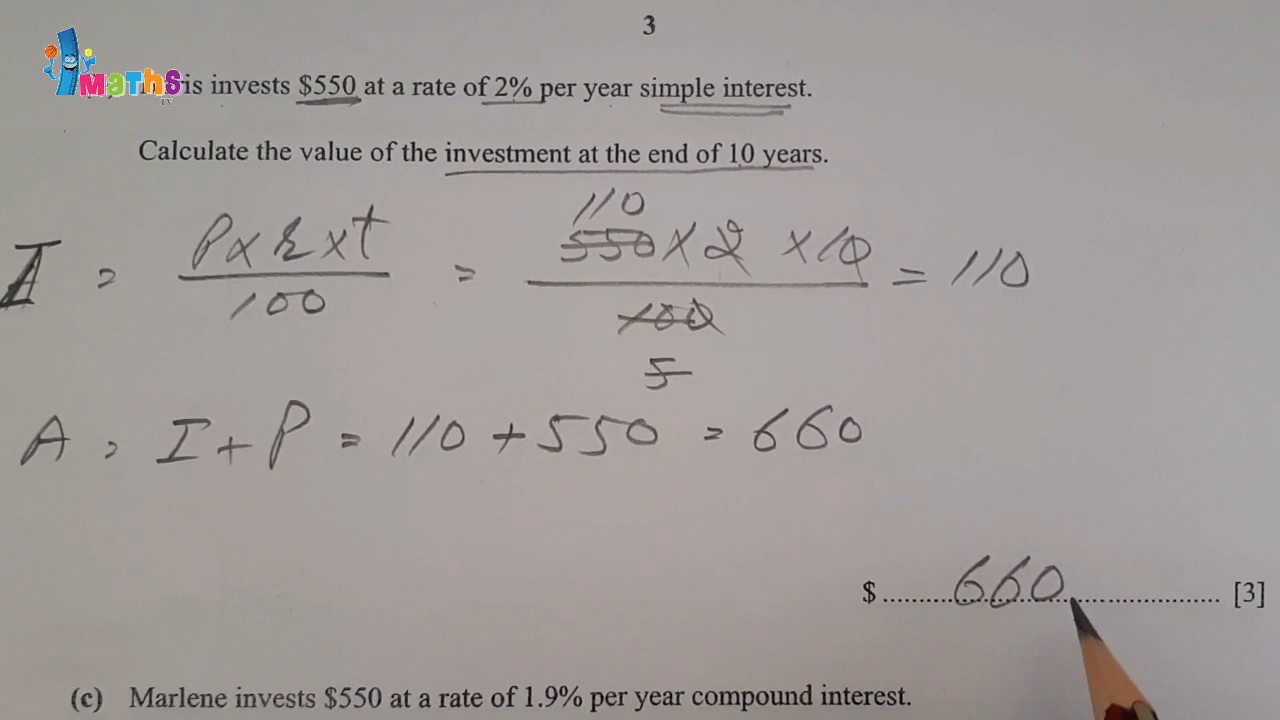 3
1 Maths TV
is invests $550 at a rate of 2% per year simple interest.
Calculate the value of the investment at the end of 10 years.
I = P x r x t / 100 = 550 x 2 x 10 / 100 = 110
110
5
A = I + P = 110 + 550 = 660
$ .......... 660 .......... [3]
(c) Marlene invests $550 at a rate of 1.9% per year compound interest.